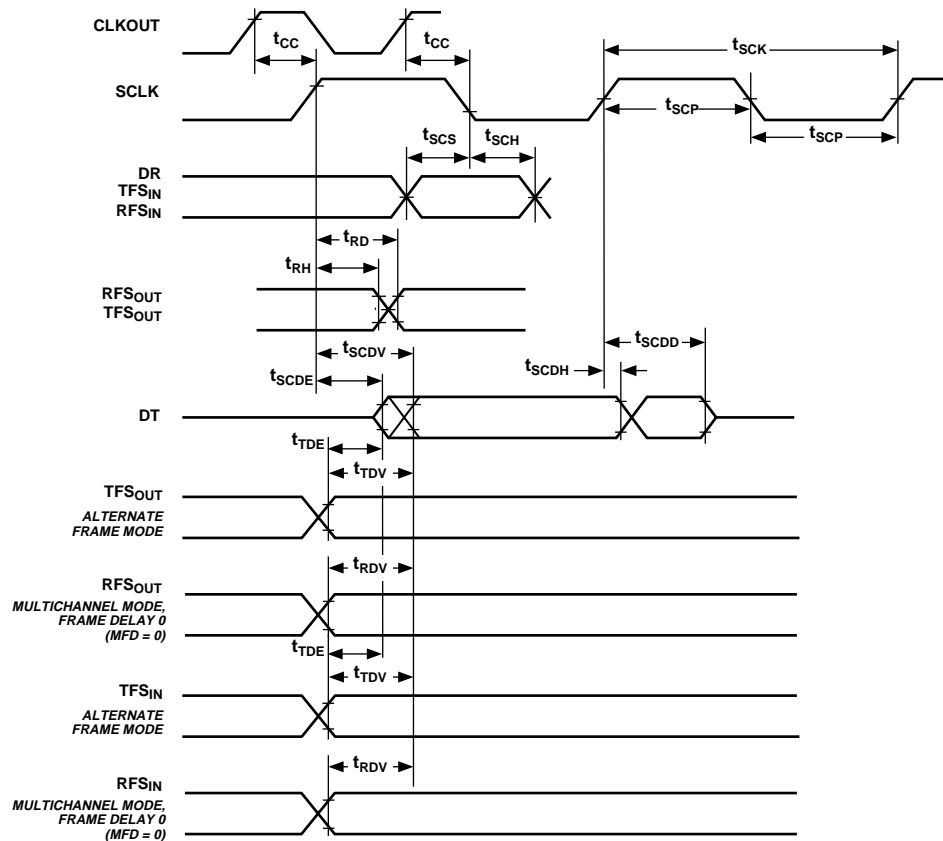 CLKOUT
tCC
tCC
tSCK
SCLK
tSCP
tSCP
tSCS
tSCH
DR
TFSIN
RFSIN
tRD
tRH
RFSOUT
TFSOUT
tSCDV
tSCDD
tSCDE
tSCDH
DT
tTDE
tTDV
TFSOUT
ALTERNATE
FRAME MODE
tRDV
RFSOUT
MULTICHANNEL MODE,
FRAME DELAY 0
(MFD = 0)
tTDE
tTDV
TFSIN
ALTERNATE
FRAME MODE
tRDV
RFSIN
MULTICHANNEL MODE,
FRAME DELAY 0
(MFD = 0)